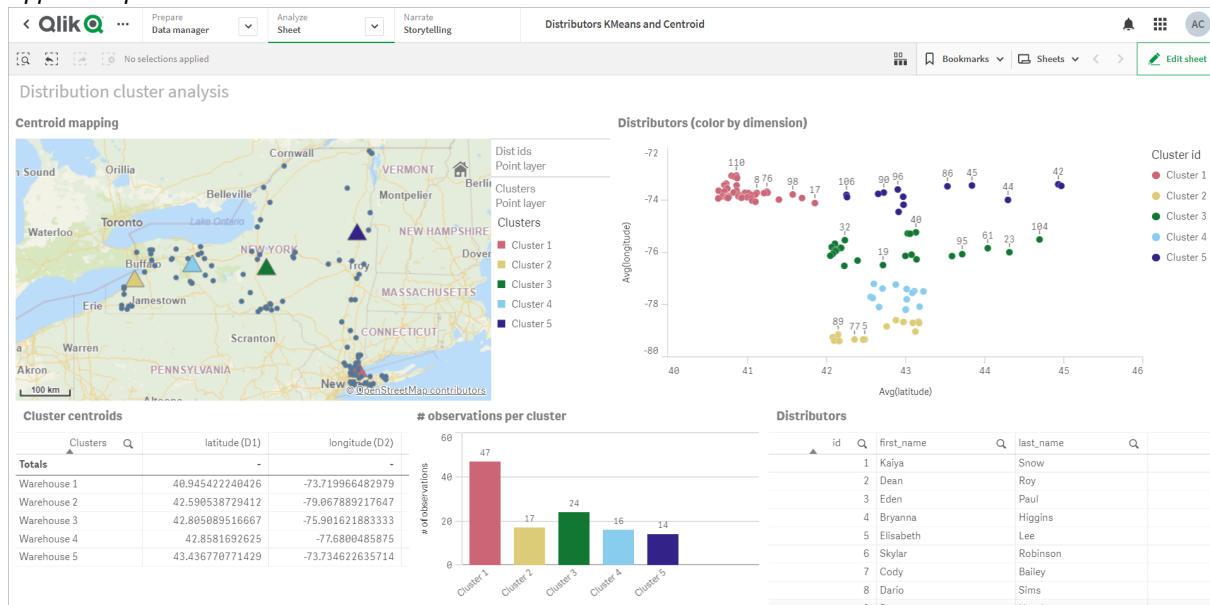 Qlik
Prepare
Data manager
Analyze
Sheet
Narrate
Storytelling
Distributors KMeans and Centroid
AC
No selections applied
Bookmarks
Sheets
Edit sheet
Distribution cluster analysis
Centroid mapping
n Sound
Orillia
Cornwall
VERMONT
Berlin
Belleville
Montpelier
Toronto
Lake Ontario
Waterloo
NEW HAMPSHIRE
NEW YORK
Dover
Buffalo
Troy
MASSACHUSETTS
Erie
Jamestown
CONNECTICUT
Scranton
a
Warren
Akron
PENNSYLVANIA
New
100 km
© OpenStreetMap contributors
Dist ids
Point layer
Clusters
Point layer
Clusters
Cluster 1
Cluster 2
Cluster 3
Cluster 4
Cluster 5
Distributors (color by dimension)
Avg(longitude)
-72
-74
-76
-78
-80
110
8
76
98
17
106
90
96
86
45
44
42
32
40
19
95
61
23
104
89
77
5
40
41
42
43
44
45
46
Avg(latitude)
Cluster id
Cluster 1
Cluster 2
Cluster 3
Cluster 4
Cluster 5
Cluster centroids
Clusters latitude (D1) longitude (D2)
Totals - -
Warehouse 1 40.945422240426 -73.719966482979
Warehouse 2 42.590538729412 -79.067889217647
Warehouse 3 42.805089516667 -75.901621883333
Warehouse 4 42.8581692625 -77.6800485875
Warehouse 5 43.436770771429 -73.734622635714
# observations per cluster
# of observations
60
40
20
0
47
17
24
16
14
Cluster 1
Cluster 2
Cluster 3
Cluster 4
Cluster 5
Distributors
id first_name last_name
1 Kaiya Snow
2 Dean Roy
3 Eden Paul
4 Bryanna Higgins
5 Elisabeth Lee
6 Skylar Robinson
7 Cody Bailey
8 Dario Sims